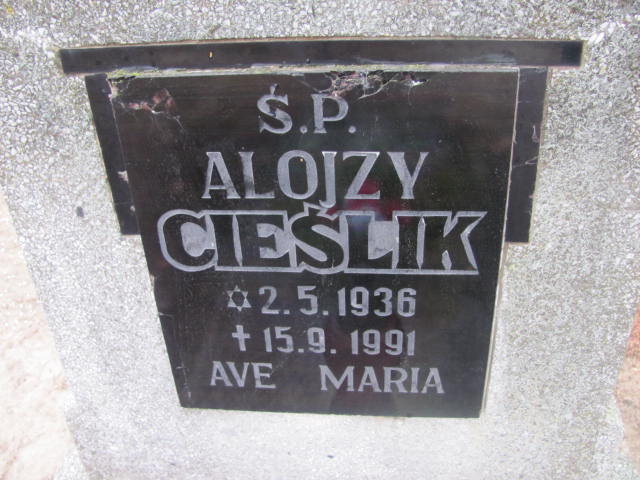 Ś.P.
ALOJZY
CIEŚLIK
✡ 2.5.1936
✝ 15.9.1991
AVE MARIA